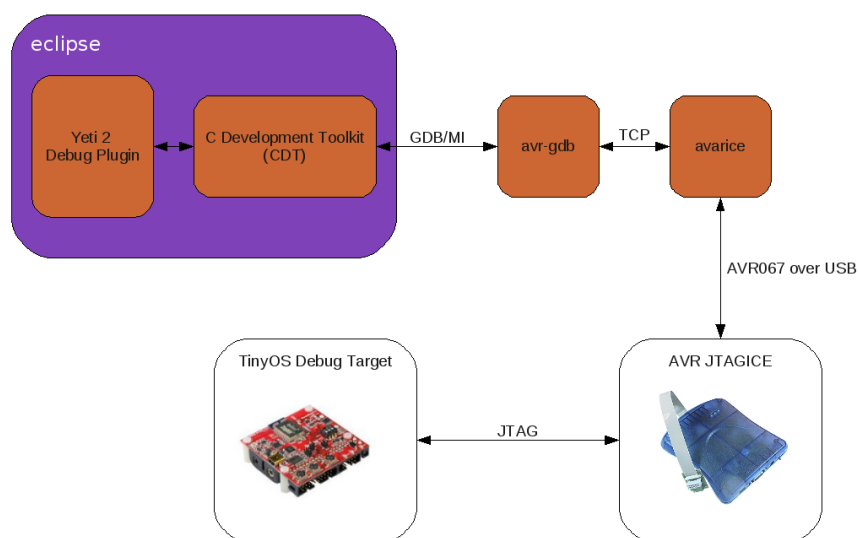 eclipse
Yeti 2
Debug Plugin
C Development Toolkit
(CDT)
GDB/MI
avr-gdb
TCP
avarice
AVR067 over USB
TinyOS Debug Target
JTAG
AVR JTAGICE